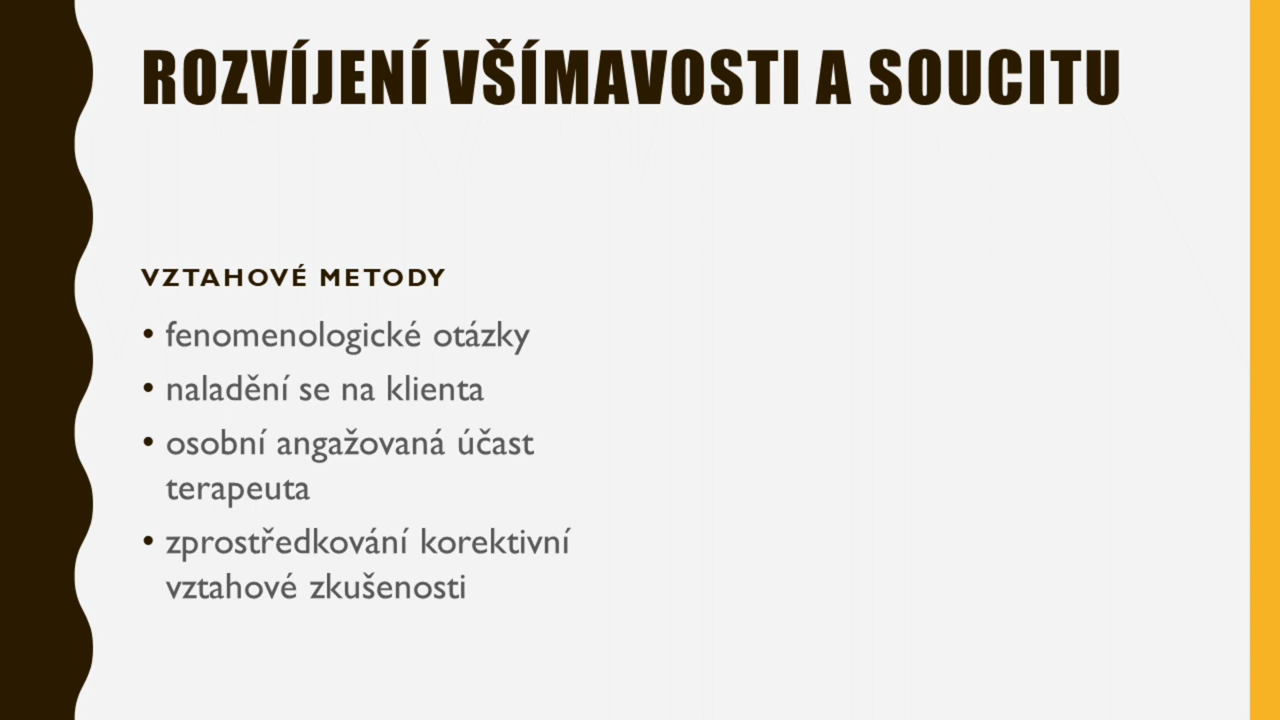 ROZVÍJENÍ VŠÍMAVOSTI A SOUCITU
VZTAHOVÉ METODY
• fenomenologické otázky
• naladění se na klienta
• osobní angažovaná účast
terapeuta
• zprostředkování korektivní
vztahové zkušenosti